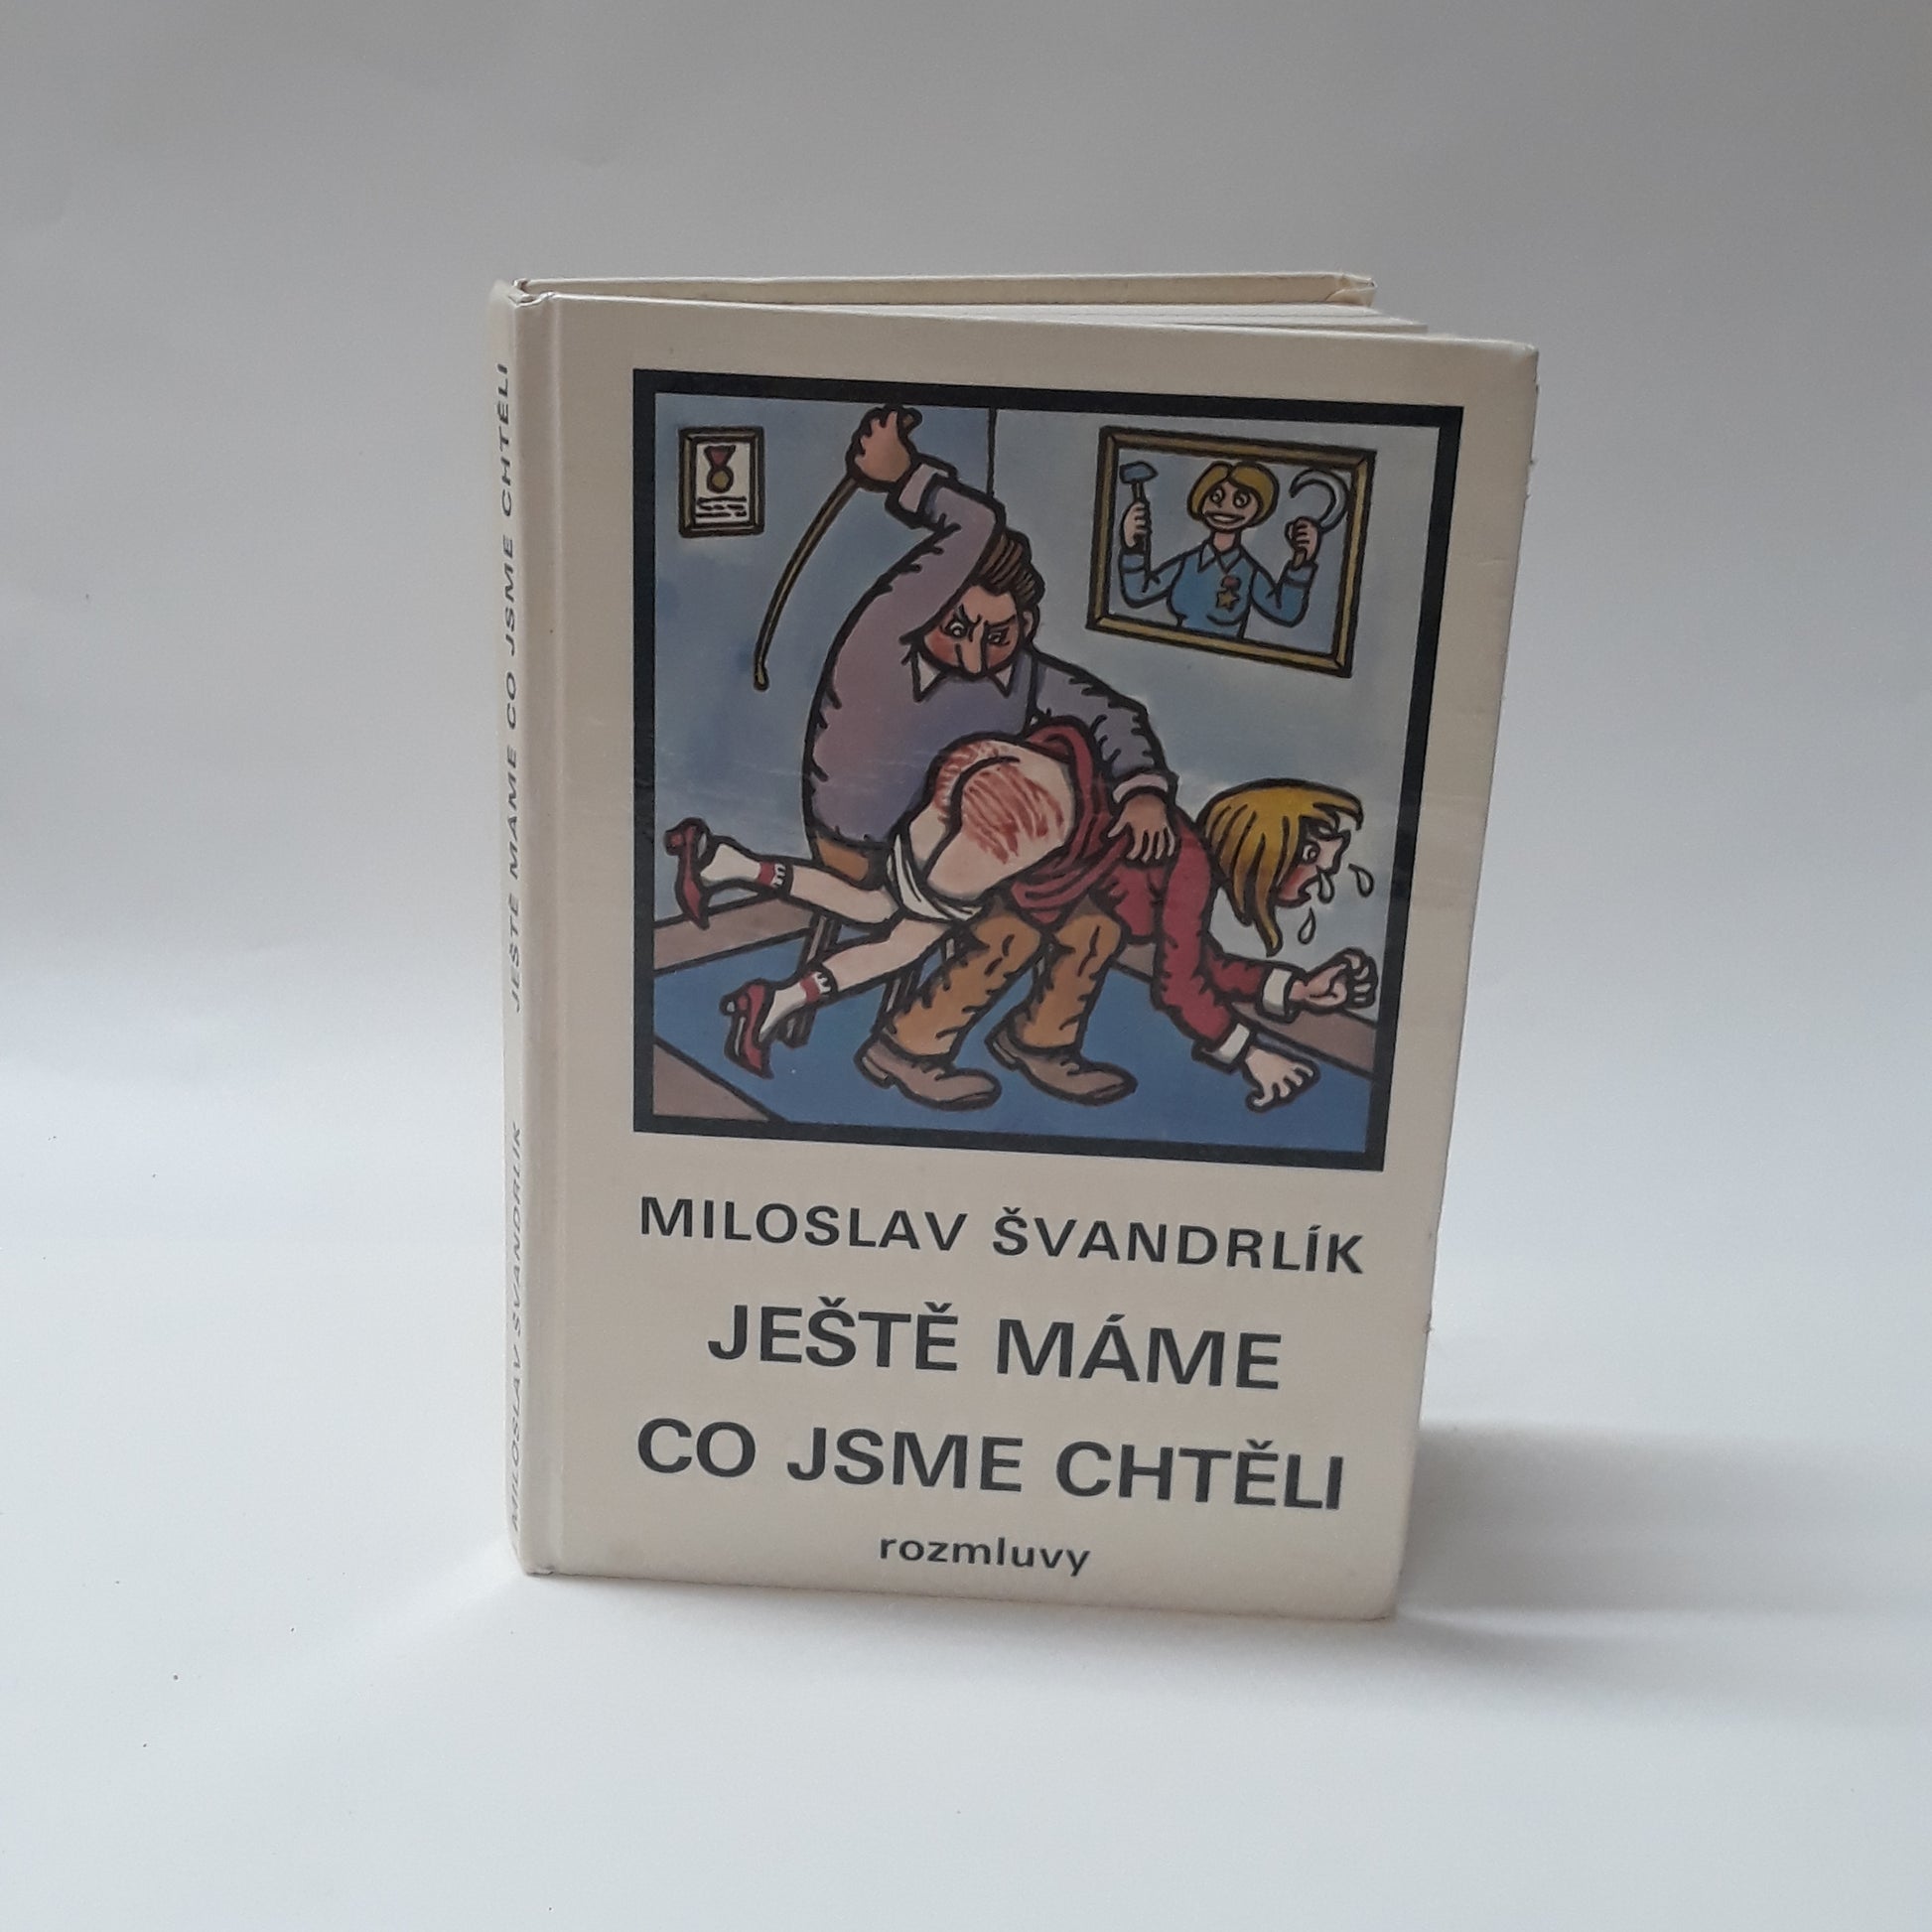 MILOSLAV ŠVANDRLÍK    JEŠTĚ MÁME CO JSME CHTĚLI
MILOSLAV ŠVANDRLÍK
JEŠTĚ MÁME
CO JSME CHTĚLI
rozmluvy